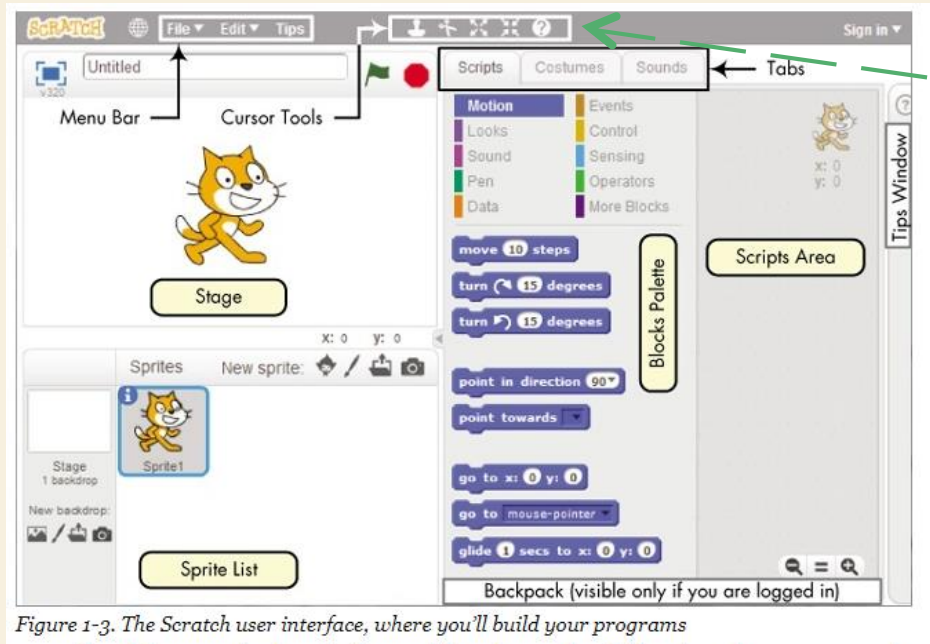 SCRATCH File▼ Edit▼ Tips ? Sign in▼
v320 Untitled
Scripts Costumes Sounds Tabs
Menu Bar Cursor Tools
Motion Events
Looks Control
Sound Sensing
Pen Operators
Data More Blocks
x: 0
y: 0
?
Tips Window
move 10 steps
turn 15 degrees
turn 15 degrees
point in direction 90▼
point towards ▼
go to x: 0 y: 0
go to mouse-pointer ▼
glide 1 secs to x: 0 y: 0
Blocks Palette
Scripts Area
Stage
x: 0 y: 0
Sprites New sprite:
i
Sprite1
Stage
1 backdrop
New backdrop:
Sprite List
Backpack (visible only if you are logged in)
Figure 1-3. The Scratch user interface, where you'll build your programs